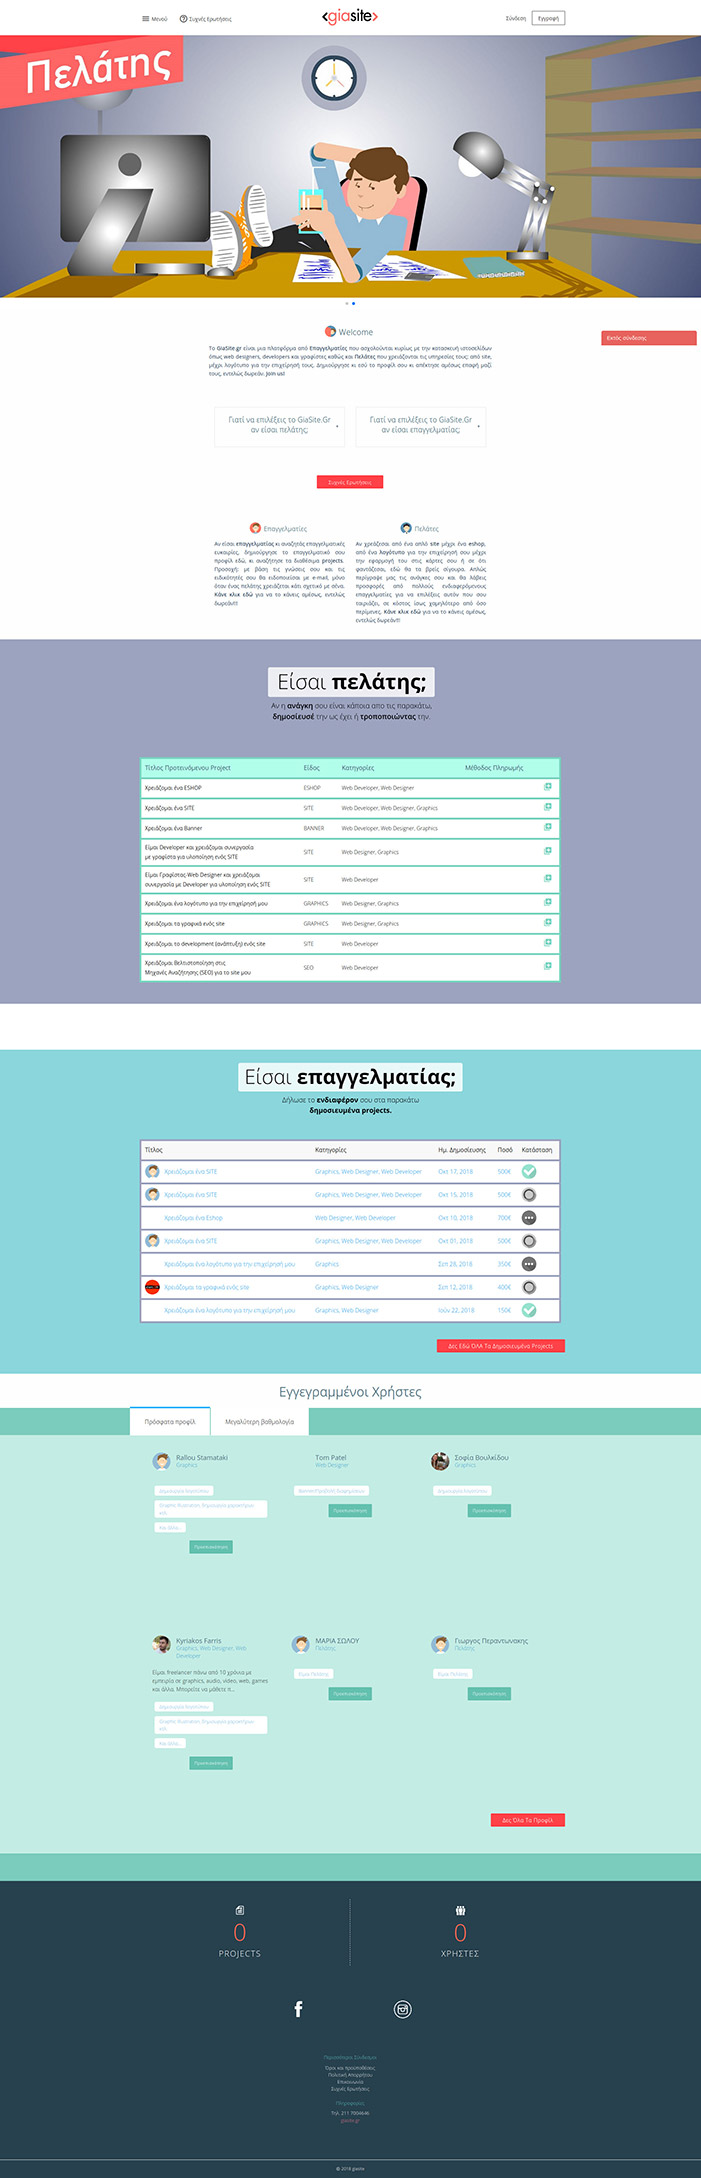 Μενού
Συχνές Ερωτήσεις
<giasite>
Σύνδεση
Εγγραφή
Πελάτης
Welcome
Εκτός σύνδεσης
Το GiaSite.gr είναι μια πλατφόρμα από Επαγγελματίες που ασχολούνται κυρίως με την κατασκευή ιστοσελίδων
όπως web designers, developers και γραφίστες καθώς και Πελάτες που χρειάζονται τις υπηρεσίες τους; από site,
μέχρι λογότυπο για την επιχείρησή τους. Δημιούργησε κι εσύ το προφίλ σου κι απέκτησε αμέσως επαφή μαζί
τους, εντελώς δωρεάν. Join us!
Γιατί να επιλέξεις το GiaSite.Gr
αν είσαι πελάτης;
Γιατί να επιλέξεις το GiaSite.Gr
αν είσαι επαγγελματίας;
Συχνές Ερωτήσεις
Επαγγελματίες
Αν είσαι επαγγελματίας κι αναζητάς επαγγελματικές
ευκαιρίες, δημιούργησε το επαγγελματικό σου
προφίλ εδώ, κι αναζήτησε τα διαθέσιμα projects.
Προσοχή: με βάση τις γνώσεις σου και τις
ειδικότητές σου θα ειδοποιείσαι με e-mail, μόνο
όταν ένας πελάτης χρειάζεται κάτι σχετικό με σένα.
Κάνε κλικ εδώ για να το κάνεις αμέσως, εντελώς
δωρεάν!!!
Πελάτες
Αν χρειάζεσαι από ένα απλό site μέχρι ένα eshop,
από ένα λογότυπο για την επιχείρησή σου μέχρι
την εφαρμογή του στις κάρτες σου ή σε ότι
φαντάζεσαι, εδώ θα τα βρείς σίγουρα. Απλώς
περίγραψε μας τις ανάγκες σου και θα λάβεις
προσφορές από πολλούς ενδιαφερόμενους
επαγγελματίες για να επιλέξεις αυτόν που σου
ταιριάζει, σε κόστος ίσως χαμηλότερο από όσο
περίμενες. Κάνε κλικ εδώ για να το κάνεις αμέσως,
εντελώς δωρεάν!!!
Είσαι πελάτης;
Αν η ανάγκη σου είναι κάποια απο τις παρακάτω,
δημοσίευσέ την ως έχει ή τροποποιώντας την.
Τίτλος Προτεινόμενου Project Είδος Κατηγορίες Μέθοδος Πληρωμής
Χρειάζομαι ένα ESHOP ESHOP Web Developer, Web Designer
Χρειάζομαι ένα SITE SITE Web Developer, Web Designer, Graphics
Χρειάζομαι ένα Banner BANNER Web Developer, Web Designer, Graphics
Είμαι Developer και χρειάζομαι συνεργασία
με γραφίστα για υλοποίηση ενός SITE SITE Web Designer, Graphics
Είμαι Γραφίστας-Web Designer και χρειάζομαι
συνεργασία με Developer για υλοποίηση ενός SITE SITE Web Developer
Χρειάζομαι ένα λογότυπο για την επιχείρησή μου GRAPHICS Web Designer, Graphics
Χρειάζομαι τα γραφικά ενός site GRAPHICS Web Designer, Graphics
Χρειάζομαι το development (ανάπτυξη) ενός site SITE Web Developer
Χρειάζομαι Βελτιστοποίηση στις
Μηχανές Αναζήτησης (SEO) για το site μου SEO Web Developer
Είσαι επαγγελματίας;
Δήλωσε το ενδιαφέρον σου στα παρακάτω
δημοσιευμένα projects.
Τίτλος Κατηγορίες Ημ. Δημοσίευσης Ποσό Κατάσταση
Χρειάζομαι ένα SITE Graphics, Web Designer, Web Developer Οκτ 17, 2018 500€
Χρειάζομαι ένα SITE Graphics, Web Designer, Web Developer Οκτ 15, 2018 500€
Χρειάζομαι ένα Eshop Web Designer, Web Developer Οκτ 10, 2018 700€
Χρειάζομαι ένα SITE Graphics, Web Designer, Web Developer Οκτ 01, 2018 500€
Χρειάζομαι ένα λογότυπο για την επιχείρησή μου Graphics Σεπ 28, 2018 350€
Χρειάζομαι τα γραφικά ενός site Graphics, Web Designer Σεπ 12, 2018 400€
Χρειάζομαι ένα λογότυπο για την επιχείρησή μου Graphics, Web Designer Ιούν 22, 2018 150€
Δες Εδώ ΌΛΑ Τα Δημοσιευμένα Projects
Εγγεγραμμένοι Χρήστες
Πρόσφατα προφίλ
Μεγαλύτερη βαθμολογία
Rallou Stamataki
Graphics
Δημιουργία λογοτύπου
Και άλλα...
Προεπισκόπηση
Tom Patel
Web Designer
Προεπισκόπηση
Σοφία Βουλκίδου
Graphics
Δημιουργία λογοτύπου
Προεπισκόπηση
Kyriakos Farris
Graphics, Web Designer, Web
Developer
Είμαι freelancer πάνω από 10 χρόνια με
εμπειρία σε graphics, audio, video, web, games
και άλλα. Μπορείτε να μάθετε π...
Δημιουργία λογοτύπου
Και άλλα...
Προεπισκόπηση
ΜΑΡΙΑ ΣΩΛΟΥ
Πελάτης
Είμαι Πελάτης
Προεπισκόπηση
Γιωργος Περαντωνακης
Πελάτης
Είμαι Πελάτης
Προεπισκόπηση
Δες Όλα Τα Προφίλ
0
PROJECTS
0
ΧΡΗΣΤΕΣ
Περισσότεροι Σύνδεσμοι
Όροι και προϋποθέσεις
Πολιτική Απορρήτου
Επικοινωνία
Συχνές Ερωτήσεις
Πληροφορίες
Τηλ. 211 7004646
giasite.gr
© 2018 giasite